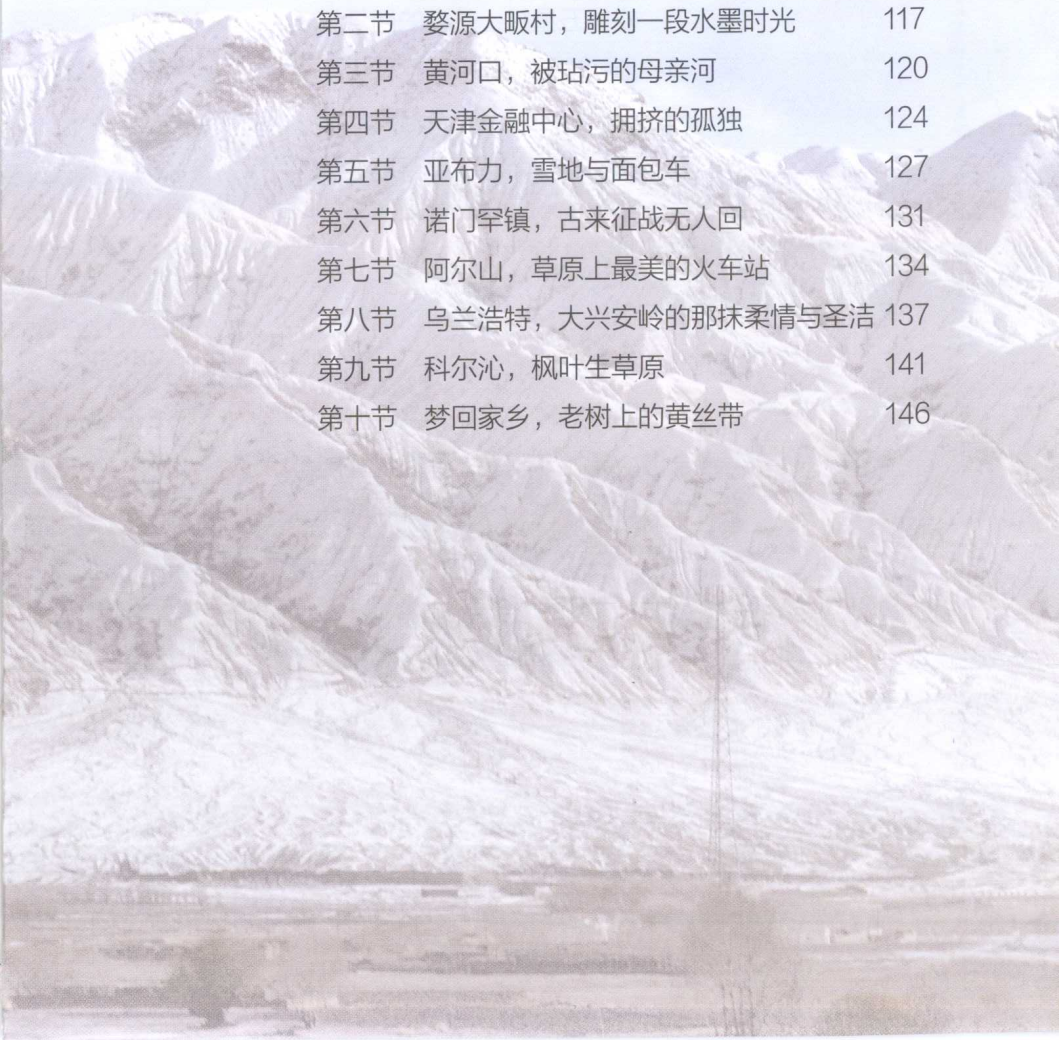 第二节 婺源大畈村，雕刻一段水墨时光 117
第三节 黄河口，被玷污的母亲河 120
第四节 天津金融中心，拥挤的孤独 124
第五节 亚布力，雪地与面包车 127
第六节 诺门罕镇，古来征战无人回 131
第七节 阿尔山，草原上最美的火车站 134
第八节 乌兰浩特，大兴安岭的那抹柔情与圣洁 137
第九节 科尔沁，枫叶生草原 141
第十节 梦回家乡，老树上的黄丝带 146